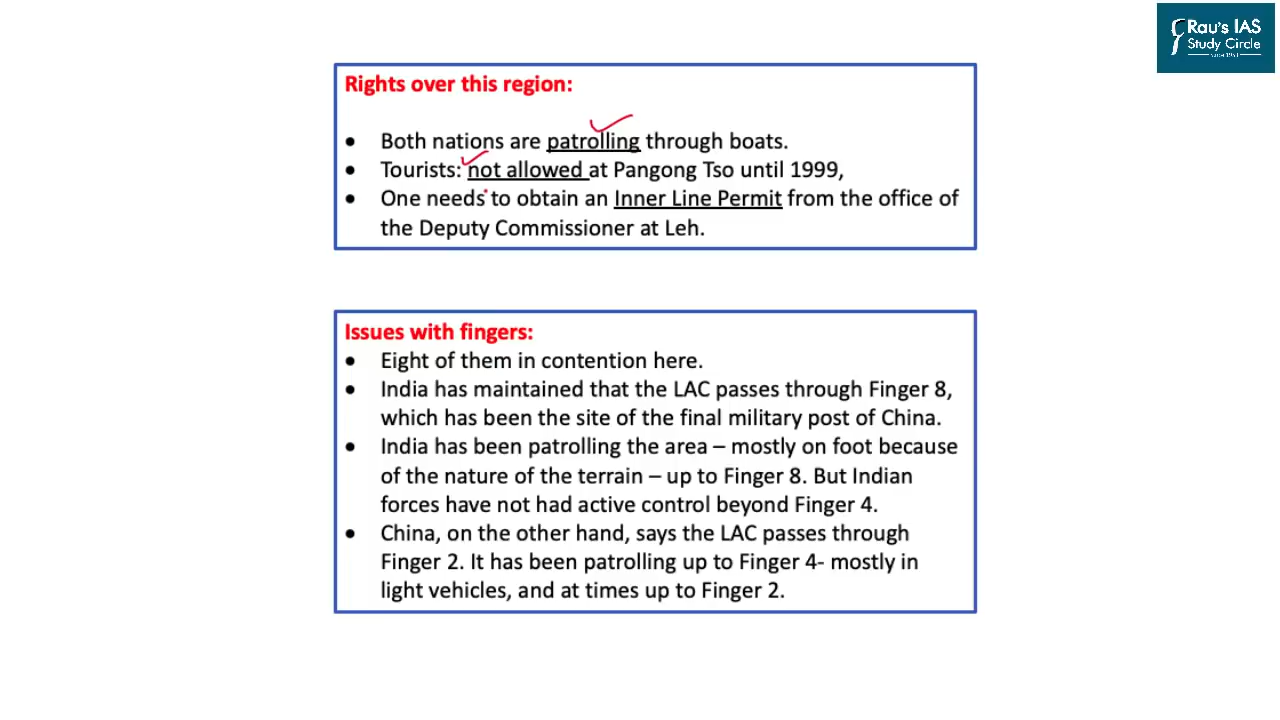 Rau's IAS
Study Circle
since 1953
Rights over this region:
• Both nations are patrolling through boats.
• Tourists: not allowed at Pangong Tso until 1999,
• One needs to obtain an Inner Line Permit from the office of
the Deputy Commissioner at Leh.
Issues with fingers:
• Eight of them in contention here.
• India has maintained that the LAC passes through Finger 8,
which has been the site of the final military post of China.
• India has been patrolling the area – mostly on foot because
of the nature of the terrain – up to Finger 8. But Indian
forces have not had active control beyond Finger 4.
• China, on the other hand, says the LAC passes through
Finger 2. It has been patrolling up to Finger 4- mostly in
light vehicles, and at times up to Finger 2.